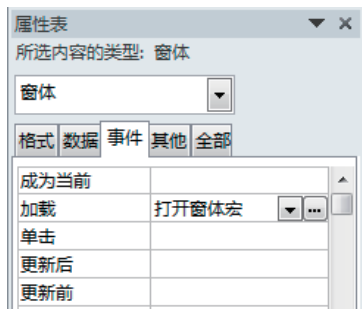 属性表
所选内容的类型: 窗体
窗体
格式 数据 事件 其他 全部
成为当前
加载 打开窗体宏
单击
更新后
更新前